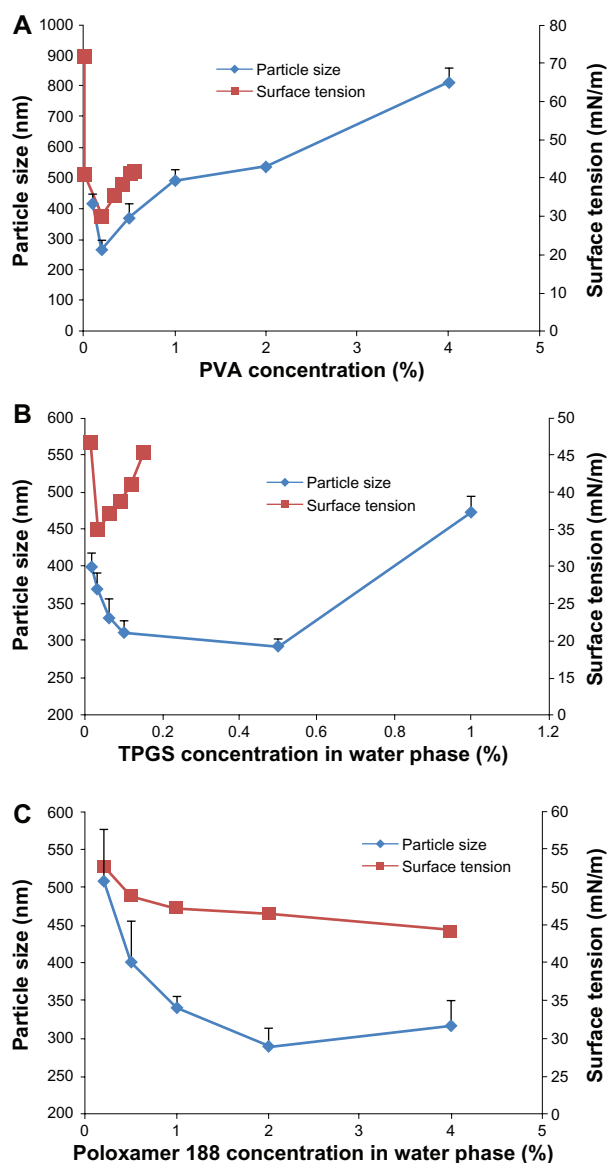 A
Particle size (nm)
1000
900
800
700
600
500
400
300
200
100
0
Particle size
Surface tension
80
70
60
50
40
30
20
10
0
Surface tension (mN/m)
0 1 2 3 4 5
PVA concentration (%)
B
Particle size (nm)
600
550
500
450
400
350
300
250
200
Particle size
Surface tension
50
45
40
35
30
25
20
15
10
5
0
Surface tension (mN/m)
0 0.2 0.4 0.6 0.8 1 1.2
TPGS concentration in water phase (%)
C
Particle size (nm)
600
550
500
450
400
350
300
250
200
Particle size
Surface tension
60
50
40
30
20
10
0
Surface tension (mN/m)
0 1 2 3 4 5
Poloxamer 188 concentration in water phase (%)